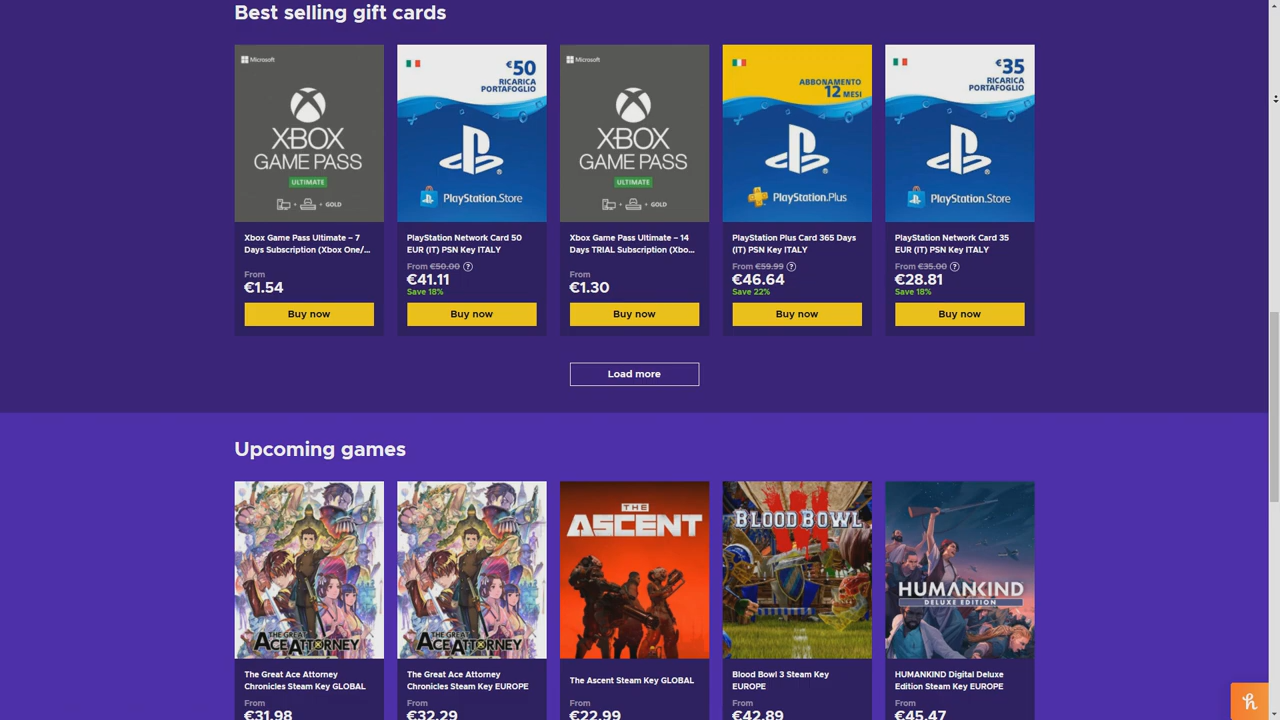 Best selling gift cards
Microsoft
XBOX
GAME PASS
ULTIMATE
+ + GOLD
€50
RICARICA
PORTAFOGLIO
PlayStation.Store
Microsoft
XBOX
GAME PASS
ULTIMATE
+ + GOLD
ABBONAMENTO
12 MESI
PlayStation.Plus
€35
RICARICA
PORTAFOGLIO
PlayStation.Store
Xbox Game Pass Ultimate – 7
Days Subscription (Xbox One/...
From
€1.54
Buy now
PlayStation Network Card 50
EUR (IT) PSN Key ITALY
From €50.00 ?
€41.11
Save 18%
Buy now
Xbox Game Pass Ultimate – 14
Days TRIAL Subscription (Xbo...
From
€1.30
Buy now
PlayStation Plus Card 365 Days
(IT) PSN Key ITALY
From €59.99 ?
€46.64
Save 22%
Buy now
PlayStation Network Card 35
EUR (IT) PSN Key ITALY
From €35.00 ?
€28.81
Save 18%
Buy now
Load more
Upcoming games
THE GREAT
ACE ATTORNEY
THE GREAT
ACE ATTORNEY
THE
ASCENT
BLOOD BOWL
HUMANKIND
DELUXE EDITION
The Great Ace Attorney
Chronicles Steam Key GLOBAL
From
€31.98
The Great Ace Attorney
Chronicles Steam Key EUROPE
From
€32.29
The Ascent Steam Key GLOBAL
From
€22.99
Blood Bowl 3 Steam Key
EUROPE
From
€42.89
HUMANKIND Digital Deluxe
Edition Steam Key EUROPE
From
€45.47
h